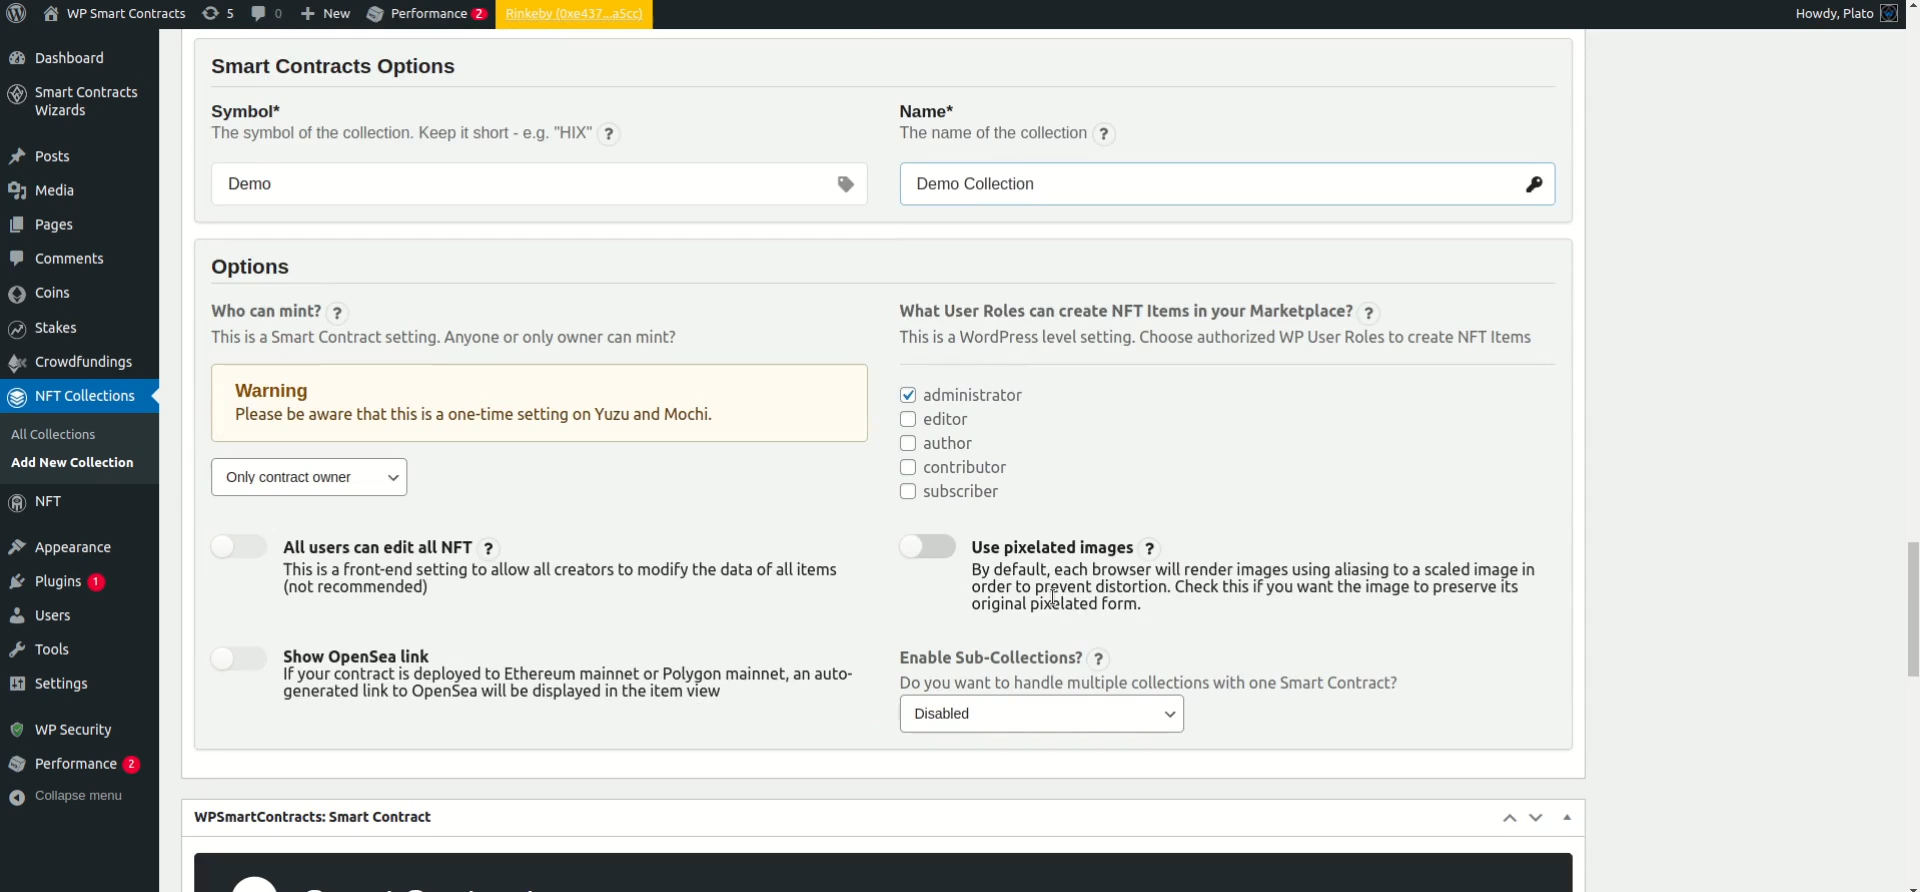 WP Smart Contracts 5 0 New Performance 2 Rinkeby (0xe437...a5cc) Howdy, Plato
Dashboard
Smart Contracts
Wizards
Posts
Media
Pages
Comments
Coins
Stakes
Crowdfundings
NFT Collections
All Collections
Add New Collection
NFT
Appearance
Plugins 1
Users
Tools
Settings
WP Security
Performance 2
Collapse menu
Smart Contracts Options
Symbol*
The symbol of the collection. Keep it short - e.g. "HIX" ?
Demo
Name*
The name of the collection ?
Demo Collection
Options
Who can mint? ?
This is a Smart Contract setting. Anyone or only owner can mint?
Warning
Please be aware that this is a one-time setting on Yuzu and Mochi.
Only contract owner
What User Roles can create NFT Items in your Marketplace? ?
This is a WordPress level setting. Choose authorized WP User Roles to create NFT Items
administrator
editor
author
contributor
subscriber
All users can edit all NFT ?
This is a front-end setting to allow all creators to modify the data of all items
(not recommended)
Use pixelated images ?
By default, each browser will render images using aliasing to a scaled image in
order to prevent distortion. Check this if you want the image to preserve its
original pixelated form.
Show OpenSea link
If your contract is deployed to Ethereum mainnet or Polygon mainnet, an auto-
generated link to OpenSea will be displayed in the item view
Enable Sub-Collections? ?
Do you want to handle multiple collections with one Smart Contract?
Disabled
WPSmartContracts: Smart Contract